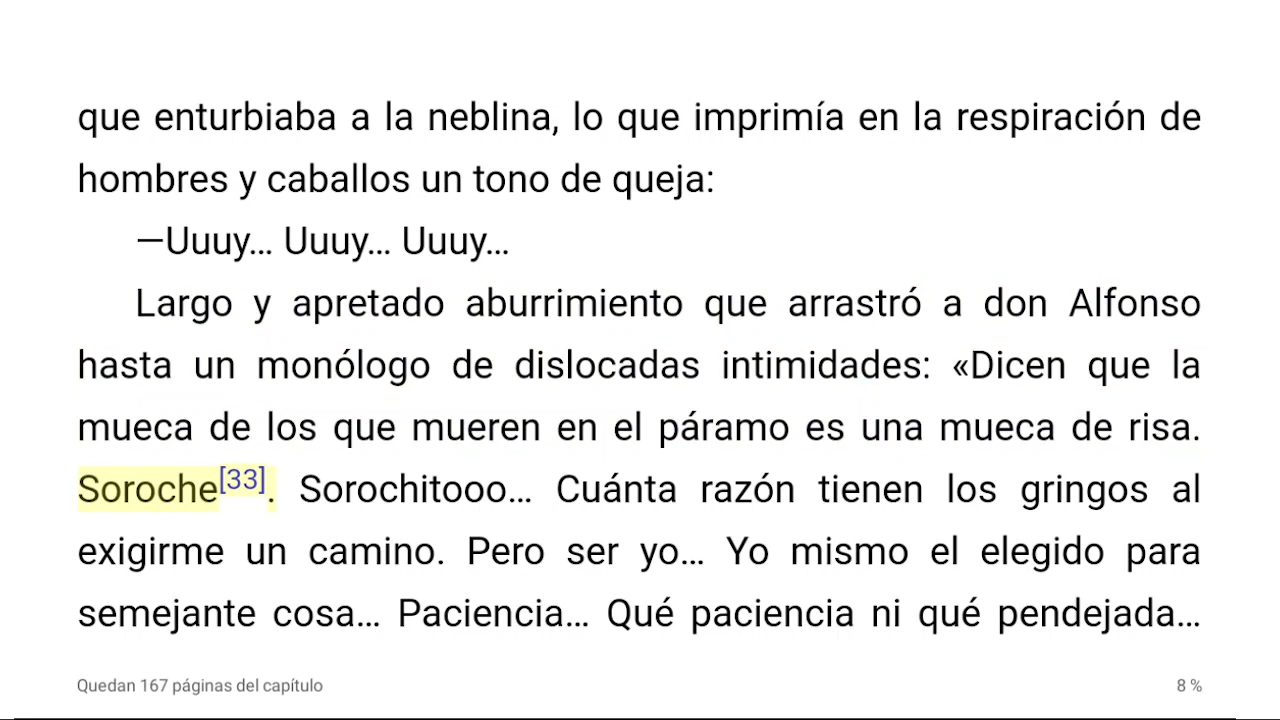 que enturbiaba a la neblina, lo que imprimía en la respiración de
hombres y caballos un tono de queja:
—Uuuy… Uuuy… Uuuy…
Largo y apretado aburrimiento que arrastró a don Alfonso
hasta un monólogo de dislocadas intimidades: «Dicen que la
mueca de los que mueren en el páramo es una mueca de risa.
Soroche[33]. Sorochitooo… Cuánta razón tienen los gringos al
exigirme un camino. Pero ser yo… Yo mismo el elegido para
semejante cosa… Paciencia… Qué paciencia ni qué pendejada…
Quedan 167 páginas del capítulo 8 %